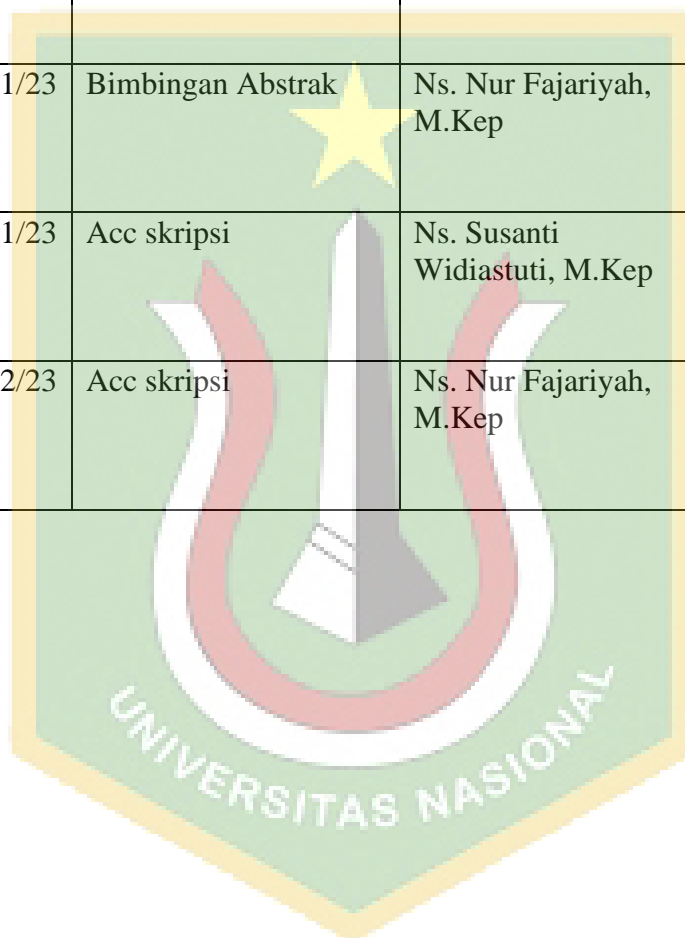 1/23 Bimbingan Abstrak Ns. Nur Fajariyah,
M.Kep
1/23 Acc skripsi Ns. Susanti
Widiastuti, M.Kep
2/23 Acc skripsi Ns. Nur Fajariyah,
M.Kep
UNIVERSITAS NASIONAL